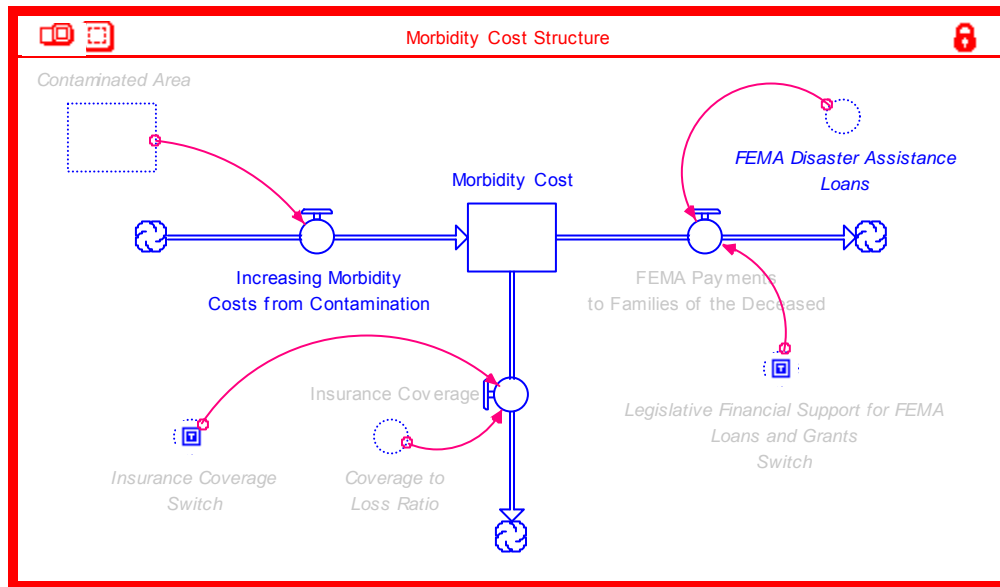 Morbidity Cost Structure
Contaminated Area
FEMA Disaster Assistance
Loans
Morbidity Cost
Increasing Morbidity
Costs from Contamination
FEMA Payments
to Families of the Deceased
Insurance Coverage
Legislative Financial Support for FEMA
Loans and Grants
Switch
Insurance Coverage
Switch
Coverage to
Loss Ratio
T
T